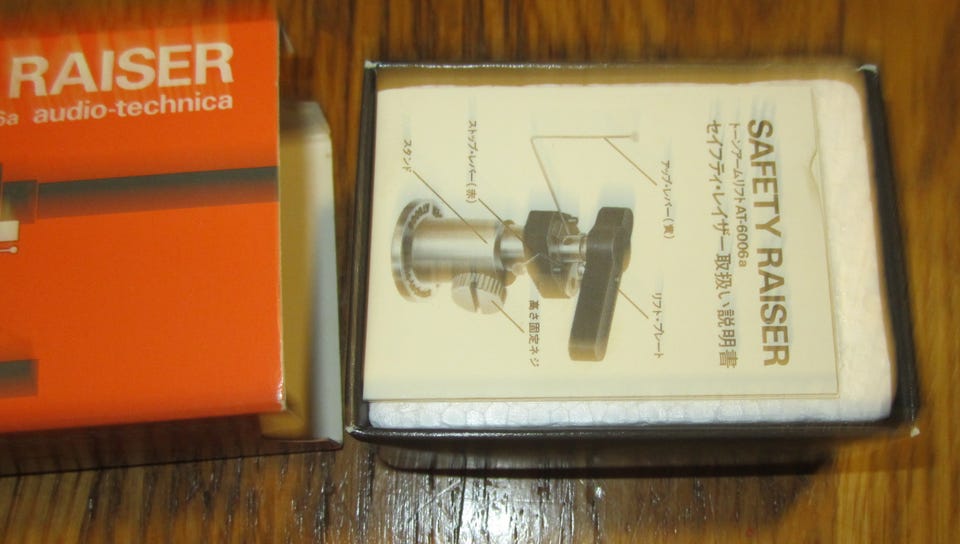 RAISER
6a audio-technica
SAFETY RAISER
トーンアームリフトAT-6006a
セイフティ・レイザー取扱い説明書
アップ・レバー(黄)
ストップ・レバー(赤)
スタンド
リフト・プレート
高さ固定ネジ